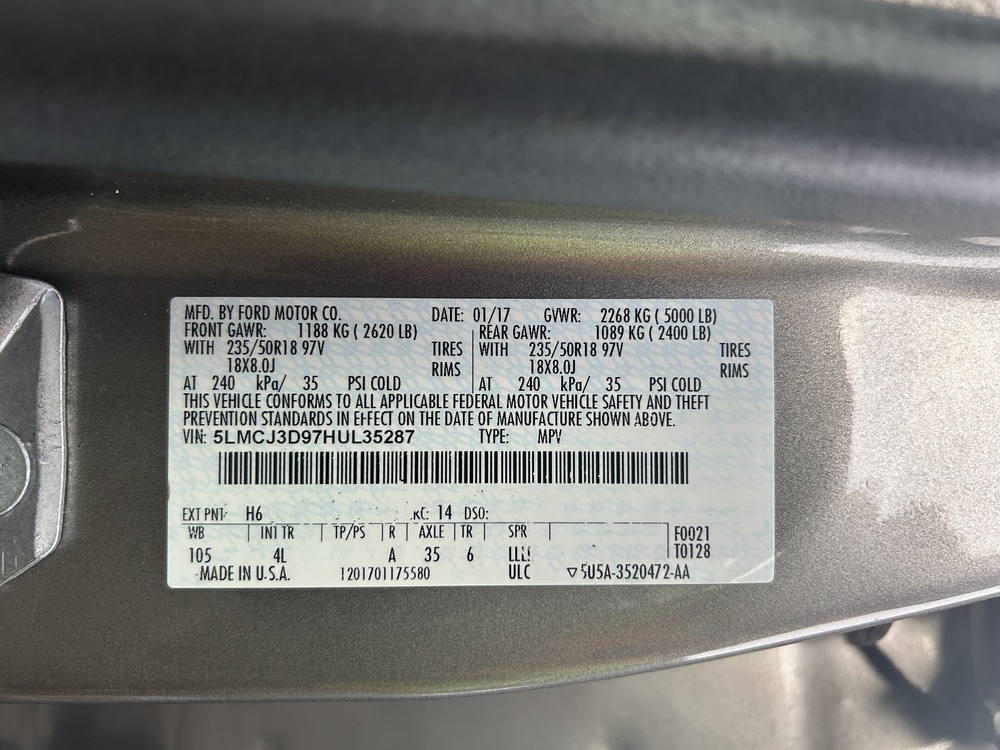 MFD. BY FORD MOTOR CO. DATE: 01/17 GVWR: 2268 KG ( 5000 LB)
FRONT GAWR: 1188 KG ( 2620 LB) REAR GAWR: 1089 KG ( 2400 LB)
WITH 235/50R18 97V TIRES WITH 235/50R18 97V TIRES
18X8.0J RIMS 18X8.0J RIMS
AT 240 kPa/ 35 PSI COLD AT 240 kPa/ 35 PSI COLD
THIS VEHICLE CONFORMS TO ALL APPLICABLE FEDERAL MOTOR VEHICLE SAFETY AND THEFT
PREVENTION STANDARDS IN EFFECT ON THE DATE OF MANUFACTURE SHOWN ABOVE.
VIN: 5LMCJ3D97HUL35287 TYPE: MPV
EXT PNT: H6 RC: 14 DSO:
WB INT TR TP/PS R AXLE TR SPR F0021
105 4L A 35 6 T0128
MADE IN U.S.A. 1201701175580 ULC ▽5U5A-3520472-AA